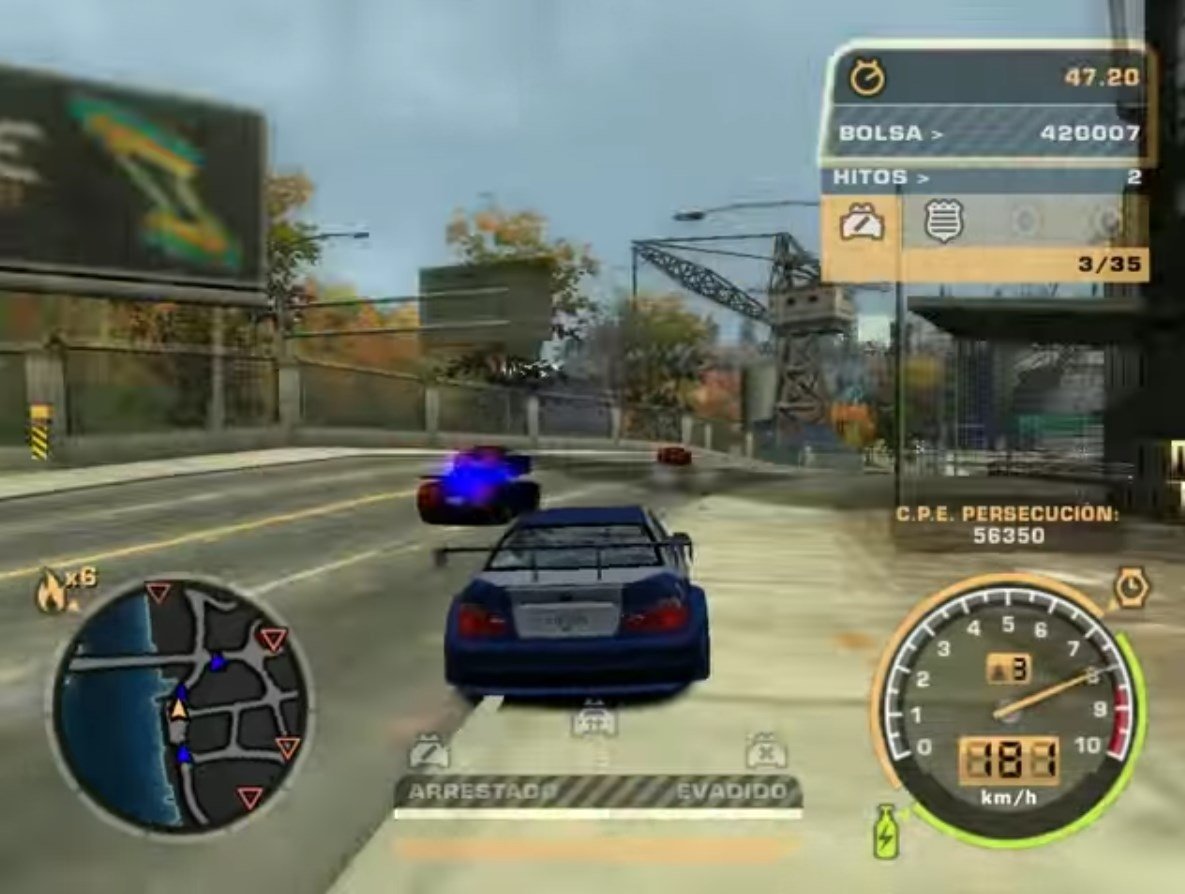 47.20
BOLSA > 420007
HITOS > 2
3/35
C.P.E. PERSECUCIÓN:
56350
x6
0 1 2 3 4 5 6 7 8 9 10
3
181
km/h
ARRESTADO EVADIDO